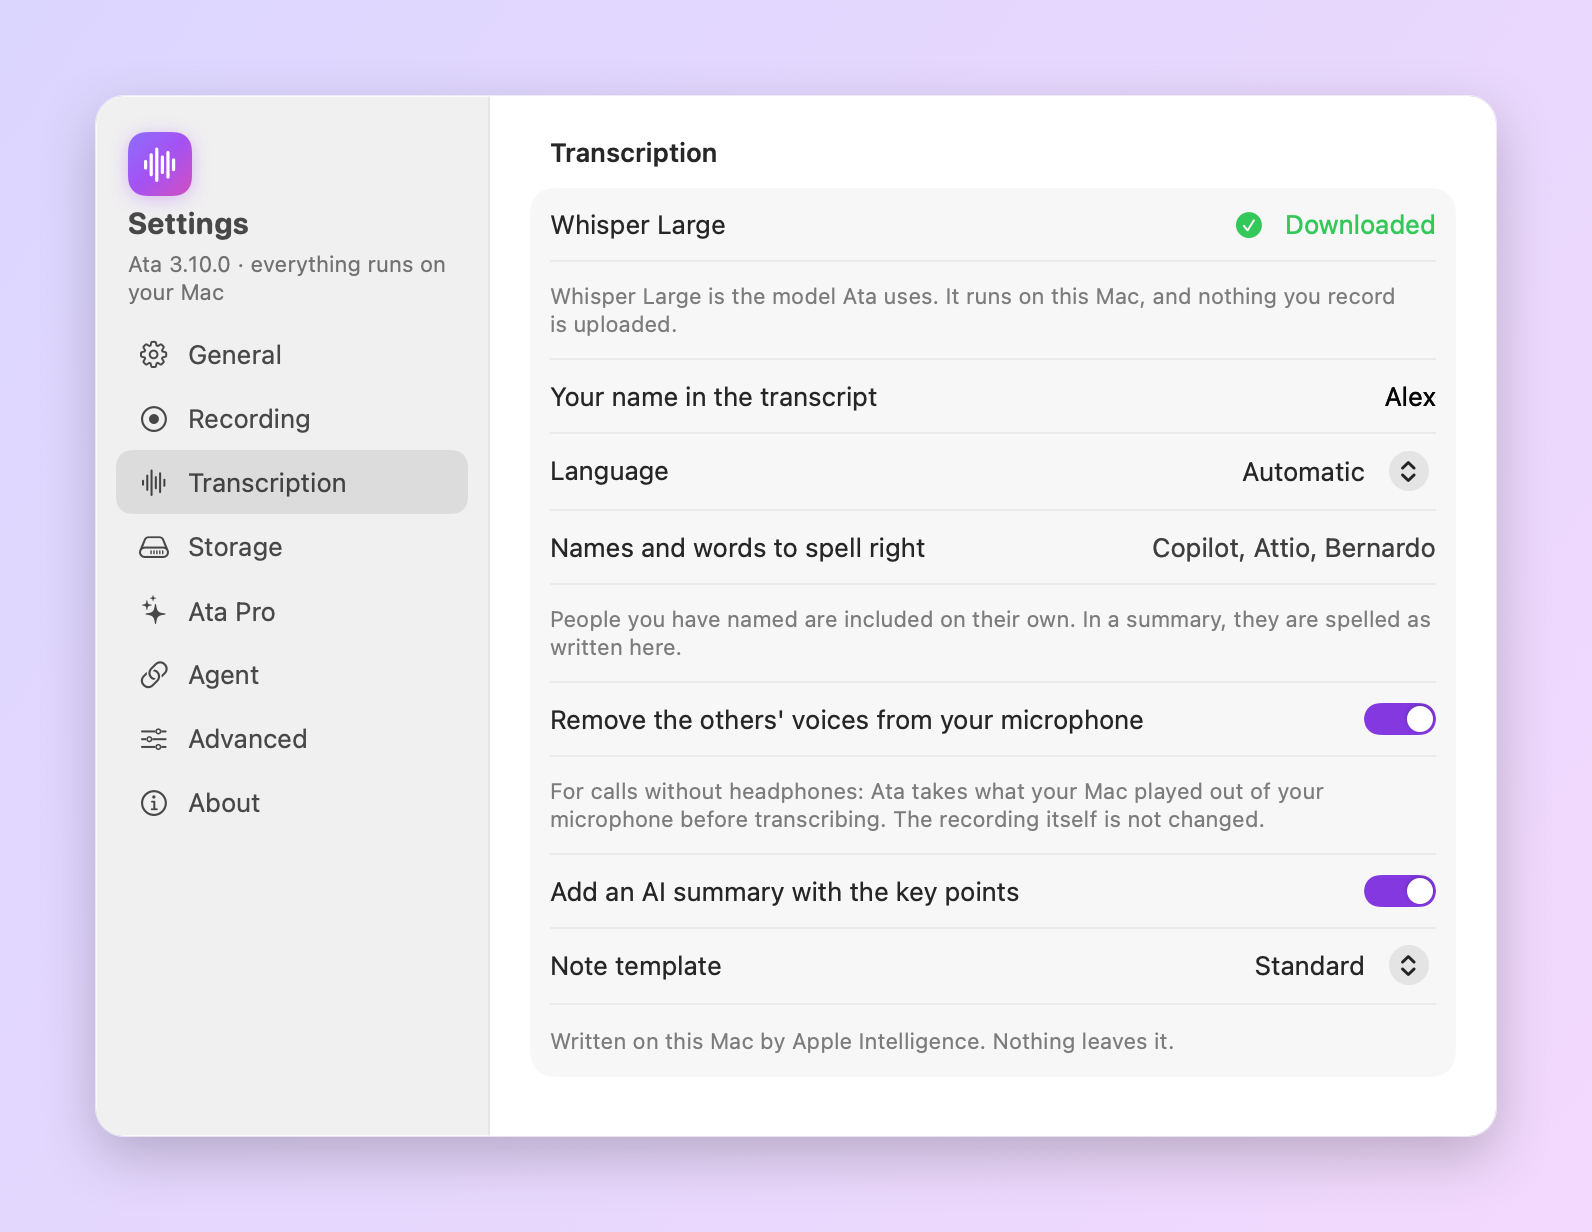 Settings
Ata 3.10.0 · everything runs on
your Mac
General
Recording
Transcription
Storage
Ata Pro
Agent
Advanced
About
Transcription
Whisper Large
Downloaded
Whisper Large is the model Ata uses. It runs on this Mac, and nothing you record
is uploaded.
Your name in the transcript
Alex
Language
Automatic
Names and words to spell right
Copilot, Attio, Bernardo
People you have named are included on their own. In a summary, they are spelled as
written here.
Remove the others' voices from your microphone
For calls without headphones: Ata takes what your Mac played out of your
microphone before transcribing. The recording itself is not changed.
Add an AI summary with the key points
Note template
Standard
Written on this Mac by Apple Intelligence. Nothing leaves it.